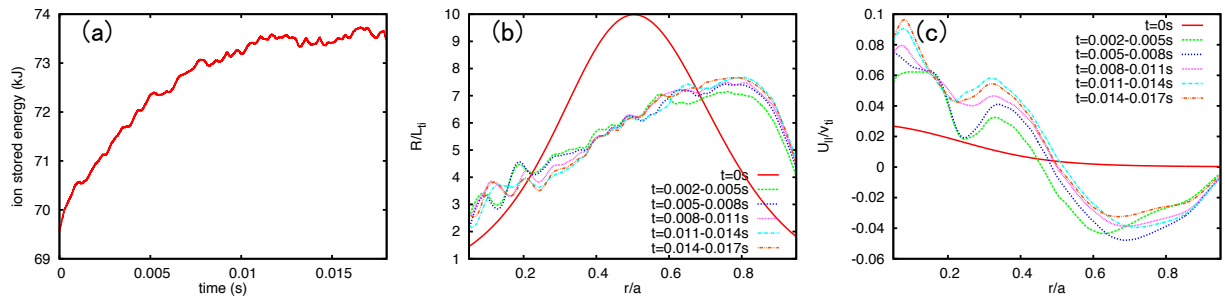 (a)
ion stored energy (kJ)
74
73
72
71
70
69
0
0.005
0.01
0.015
time (s)
(b)
R/L_ti
10
9
8
7
6
5
4
3
2
1
t=0s
t=0.002-0.005s
t=0.005-0.008s
t=0.008-0.011s
t=0.011-0.014s
t=0.014-0.017s
0.2
0.4
0.6
0.8
r/a
(c)
U_||/v_ti
0.1
0.08
0.06
0.04
0.02
0
-0.02
-0.04
-0.06
t=0s
t=0.002-0.005s
t=0.005-0.008s
t=0.008-0.011s
t=0.011-0.014s
t=0.014-0.017s
0.2
0.4
0.6
0.8
r/a